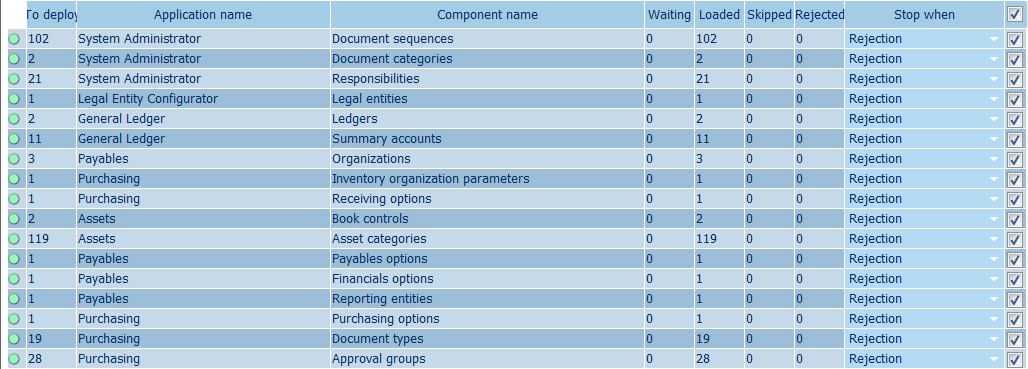 To deploy Application name Component name Waiting Loaded Skipped Rejected Stop when
102 System Administrator Document sequences 0 102 0 0 Rejection
2 System Administrator Document categories 0 2 0 0 Rejection
21 System Administrator Responsibilities 0 21 0 0 Rejection
1 Legal Entity Configurator Legal entities 0 1 0 0 Rejection
2 General Ledger Ledgers 0 2 0 0 Rejection
11 General Ledger Summary accounts 0 11 0 0 Rejection
3 Payables Organizations 0 3 0 0 Rejection
1 Purchasing Inventory organization parameters 0 1 0 0 Rejection
1 Purchasing Receiving options 0 1 0 0 Rejection
2 Assets Book controls 0 2 0 0 Rejection
119 Assets Asset categories 0 119 0 0 Rejection
1 Payables Payables options 0 1 0 0 Rejection
1 Payables Financials options 0 1 0 0 Rejection
1 Payables Reporting entities 0 1 0 0 Rejection
1 Purchasing Purchasing options 0 1 0 0 Rejection
19 Purchasing Document types 0 19 0 0 Rejection
28 Purchasing Approval groups 0 28 0 0 Rejection